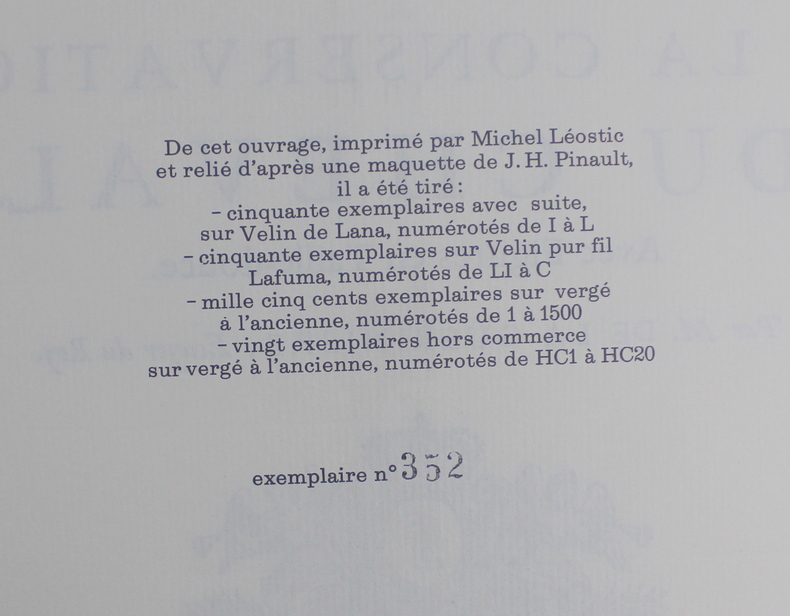 De cet ouvrage, imprimé par Michel Léostic
et relié d'après une maquette de J. H. Pinault,
il a été tiré :
– cinquante exemplaires avec suite,
sur Velin de Lana, numérotés de I à L
– cinquante exemplaires sur Velin pur fil
Lafuma, numérotés de LI à C
– mille cinq cents exemplaires sur vergé
à l'ancienne, numérotés de 1 à 1500
– vingt exemplaires hors commerce
sur vergé à l'ancienne, numérotés de HC1 à HC20
exemplaire n° 352